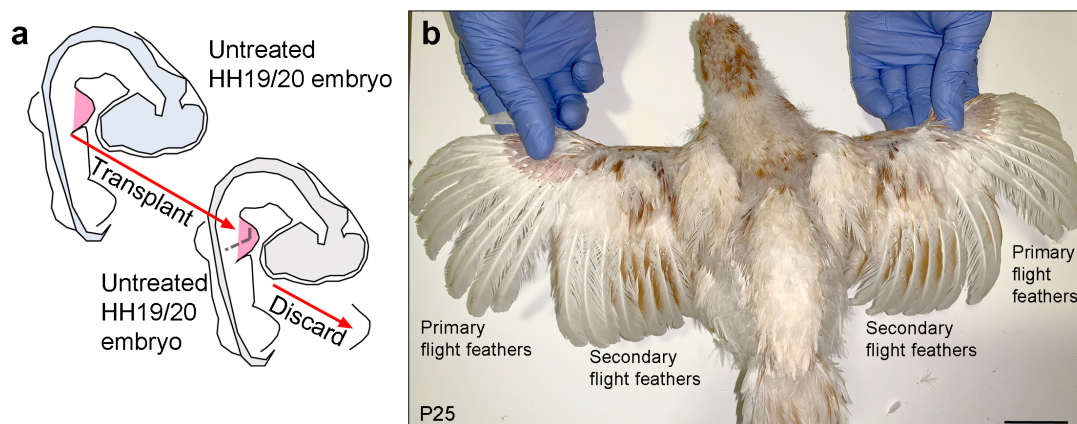 a
Untreated
HH19/20 embryo
Transplant
Untreated
HH19/20
embryo
Discard
b
Primary
flight feathers
Secondary
flight feathers
Secondary
flight feathers
Primary
flight
feathers
P25